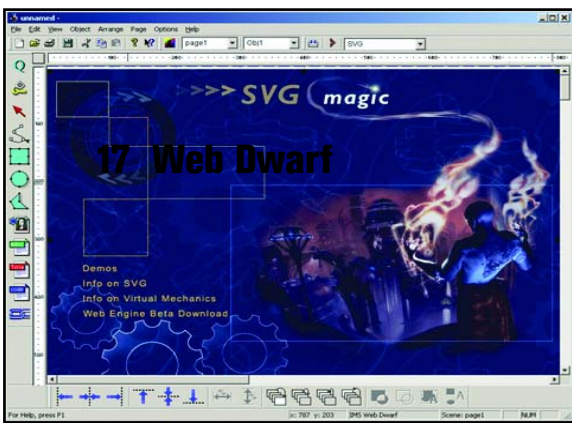 unnamed -
File Edit View Object Arrange Page Options Help
page1 Obj1 SVG
>>>> SVG magic
17 Web Dwarf
Demos
Info on SVG
Info on Virtual Mechanics
Web Engine Beta Download
For Help, press F1 x: 787 y: 203 IMS Web Dwarf Scene: page1 NUM